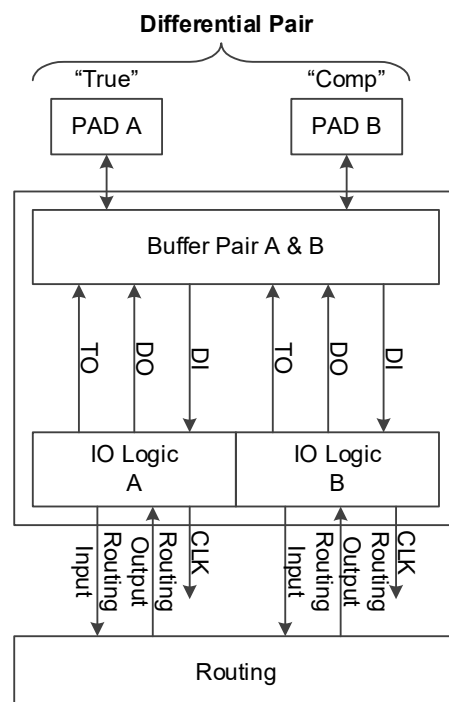 Differential Pair
“True”
“Comp”
PAD A
PAD B
Buffer Pair A & B
TO
DO
DI
TO
DO
DI
IO Logic
A
IO Logic
B
Routing
Input
Routing
Output
CLK
Routing
Input
Routing
Output
CLK
Routing